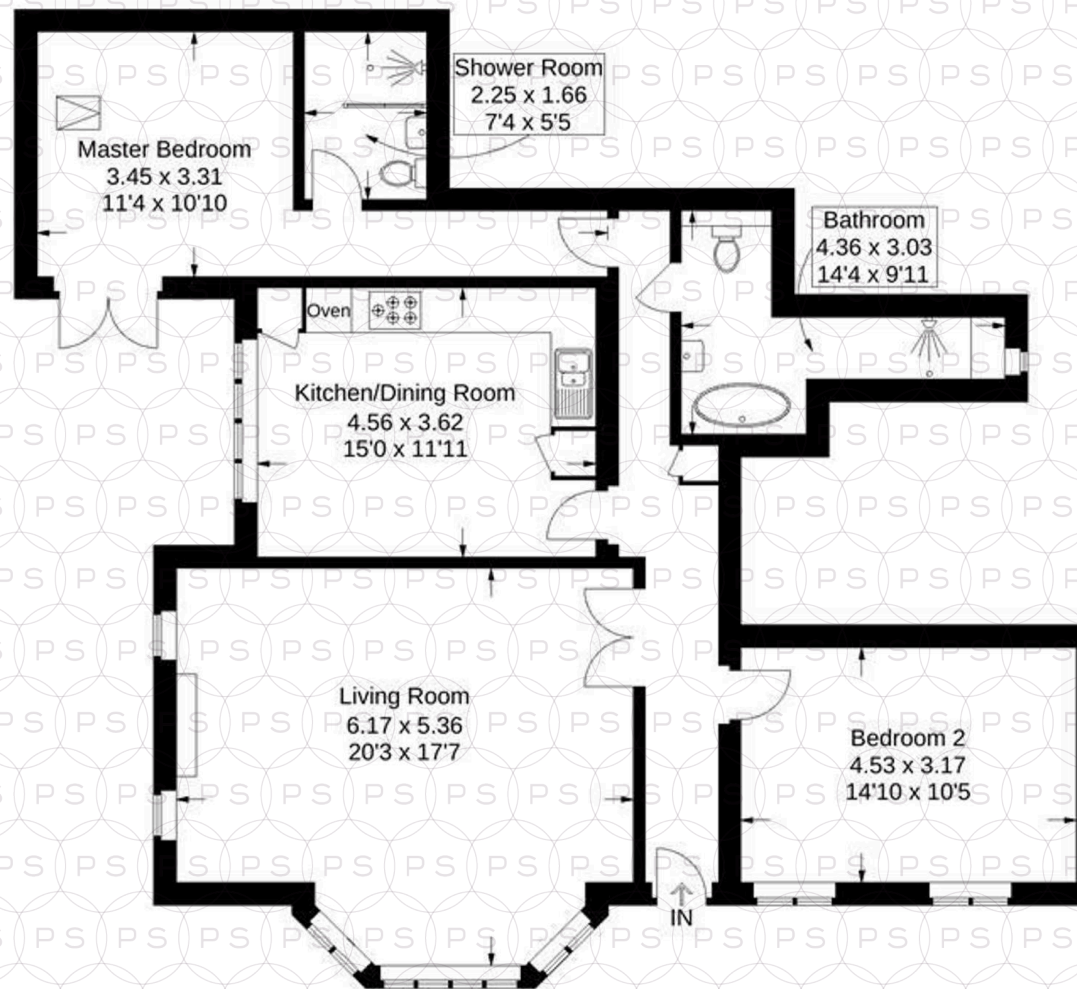 Shower Room
2.25 x 1.66
7'4 x 5'5
Master Bedroom
3.45 x 3.31
11'4 x 10'10
Bathroom
4.36 x 3.03
14'4 x 9'11
Oven
Kitchen/Dining Room
4.56 x 3.62
15'0 x 11'11
Living Room
6.17 x 5.36
20'3 x 17'7
Bedroom 2
4.53 x 3.17
14'10 x 10'5
IN
PS